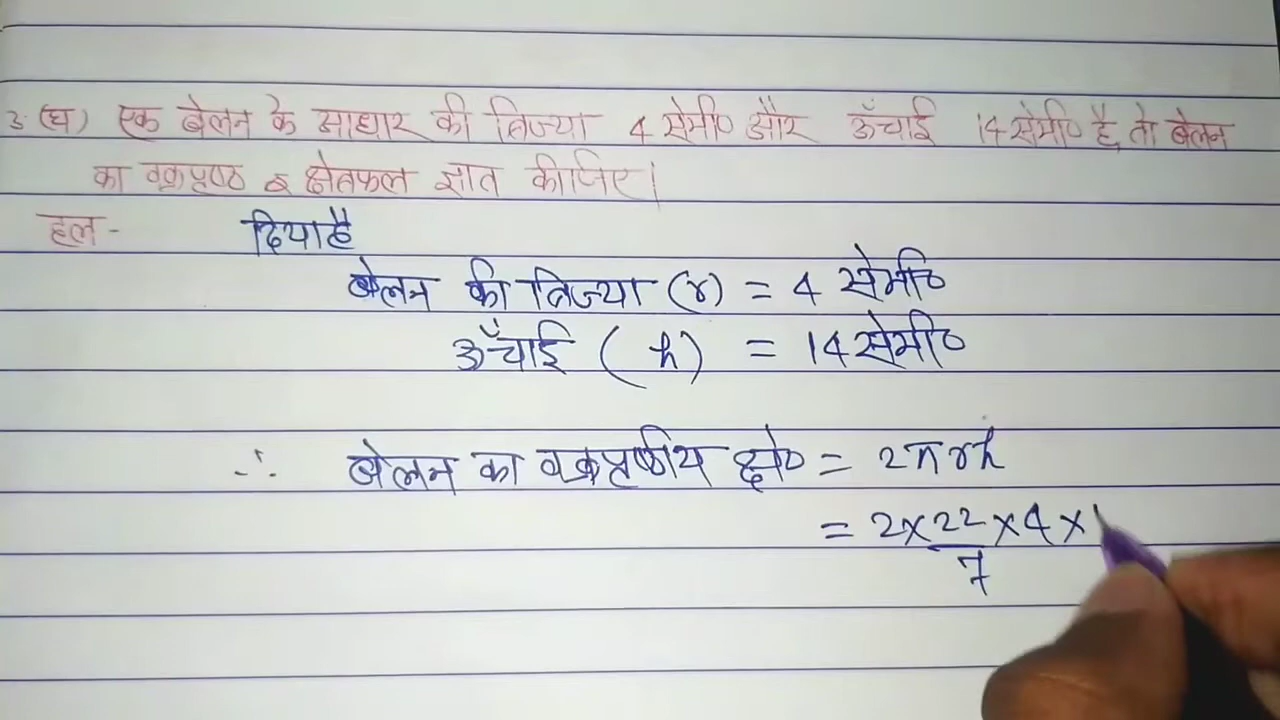 3. (घ) एक बेलन के आधार की त्रिज्या 4 सेमी० और ऊँचाई 14 सेमी० है, तो बेलन
का वक्रपृष्ठ क्षेत्रफल ज्ञात कीजिए।
हल- दिया है
बेलन की त्रिज्या (r) = 4 सेमी०
ऊँचाई (h) = 14 सेमी०
∴ बेलन का वक्रपृष्ठीय क्षे० = 2πrh
= 2×22/7×4×